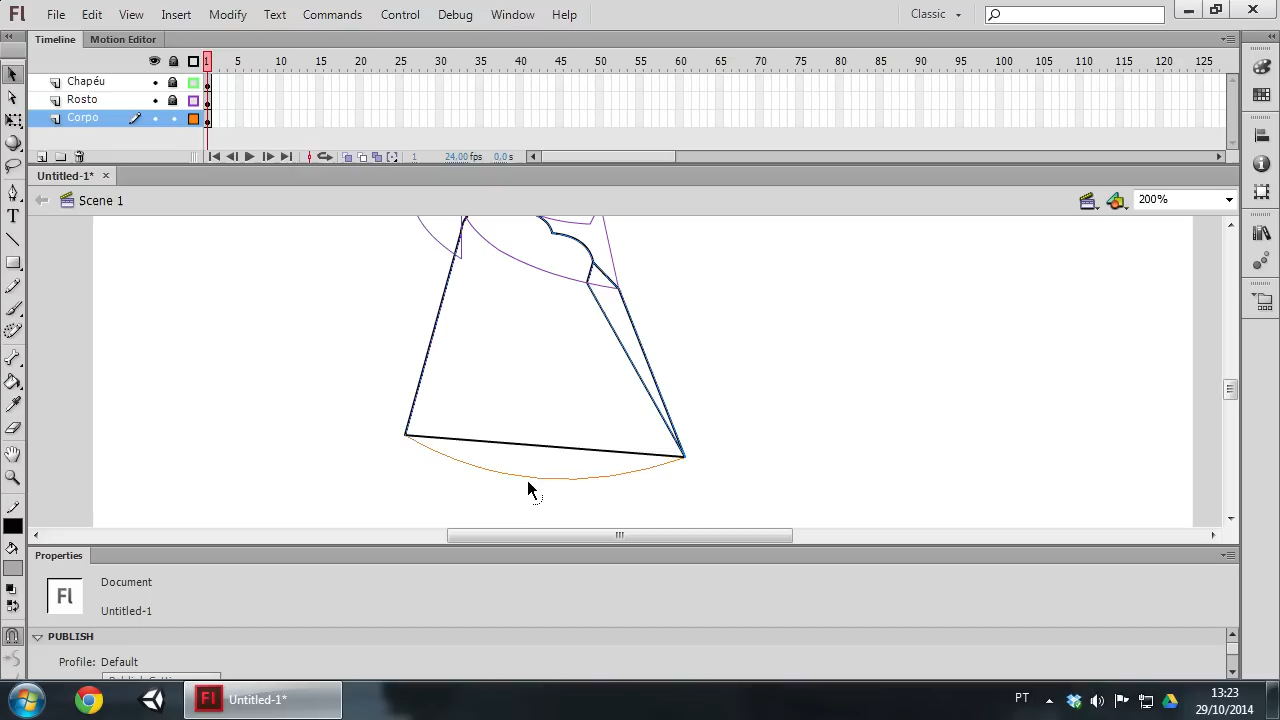 Fl File Edit View Insert Modify Text Commands Control Debug Window Help Classic
Timeline Motion Editor
1 5 10 15 20 25 30 35 40 45 50 55 60 65 70 75 80 85 90 95 100 105 110 115 120 125
Chapéu
Rosto
Corpo
1 24.00 fps 0.0 s
Untitled-1* ×
Scene 1 200%
Properties
Fl
Document
Untitled-1
PUBLISH
Profile: Default
Fl Untitled-1* PT 13:23
29/10/2014